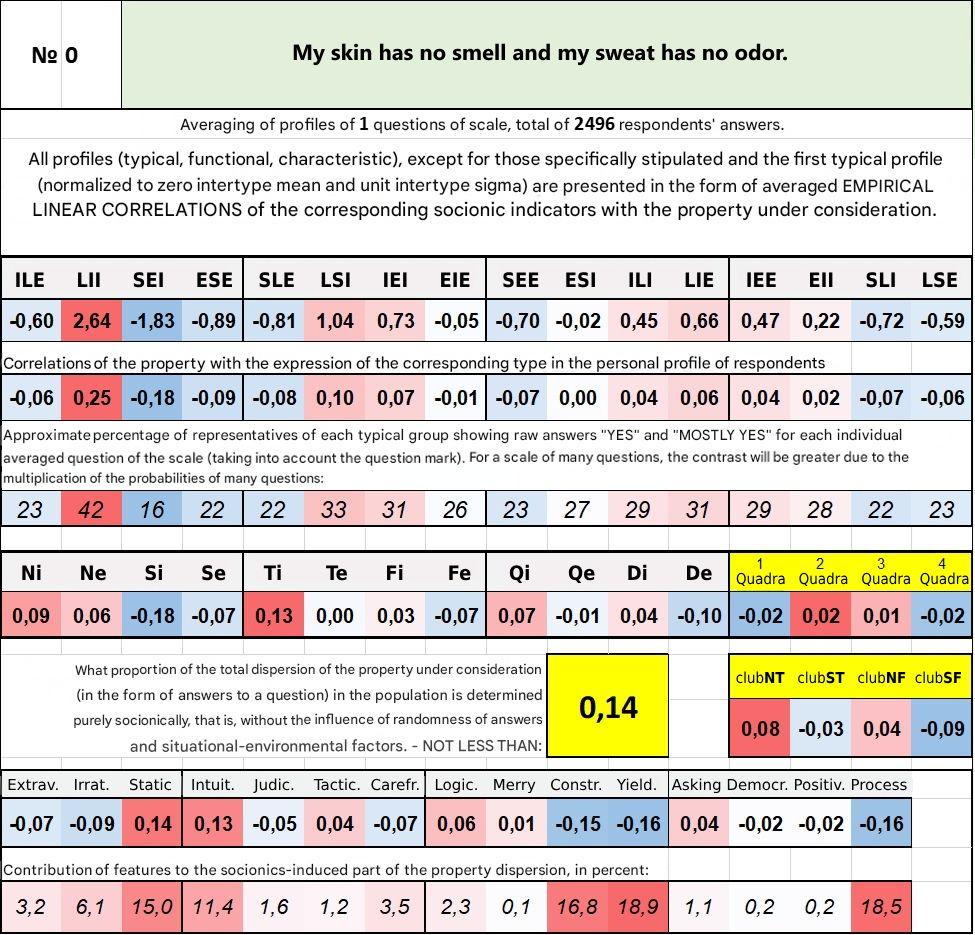 № 0
My skin has no smell and my sweat has no odor.
Averaging of profiles of 1 questions of scale, total of 2496 respondents' answers.
All profiles (typical, functional, characteristic), except for those specifically stipulated and the first typical profile
(normalized to zero intertype mean and unit intertype sigma) are presented in the form of averaged EMPIRICAL
LINEAR CORRELATIONS of the corresponding socionic indicators with the property under consideration.
ILE LII SEI ESE SLE LSI IEI EIE SEE ESI ILI LIE IEE EII SLI LSE
-0,60 2,64 -1,83 -0,89 -0,81 1,04 0,73 -0,05 -0,70 -0,02 0,45 0,66 0,47 0,22 -0,72 -0,59
Correlations of the property with the expression of the corresponding type in the personal profile of respondents
-0,06 0,25 -0,18 -0,09 -0,08 0,10 0,07 -0,01 -0,07 0,00 0,04 0,06 0,04 0,02 -0,07 -0,06
Approximate percentage of representatives of each typical group showing raw answers "YES" and "MOSTLY YES" for each individual
averaged question of the scale (taking into account the question mark). For a scale of many questions, the contrast will be greater due to the
multiplication of the probabilities of many questions:
23 42 16 22 22 33 31 26 23 27 29 31 29 28 22 23
Ni Ne Si Se Ti Te Fi Fe Qi Qe Di De 1 Quadra 2 Quadra 3 Quadra 4 Quadra
0,09 0,06 -0,18 -0,07 0,13 0,00 0,03 -0,07 0,07 -0,01 0,04 -0,10 -0,02 0,02 0,01 -0,02
What proportion of the total dispersion of the property under consideration
(in the form of answers to a question) in the population is determined
purely socionically, that is, without the influence of randomness of answers
and situational-environmental factors. - NOT LESS THAN:
0,14
clubNT clubST clubNF clubSF
0,08 -0,03 0,04 -0,09
Extrav. Irrat. Static Intuit. Judic. Tactic. Carefr. Logic. Merry Constr. Yield. Asking Democr. Positiv. Process
-0,07 -0,09 0,14 0,13 -0,05 0,04 -0,07 0,06 0,01 -0,15 -0,16 0,04 -0,02 -0,02 -0,16
Contribution of features to the socionics-induced part of the property dispersion, in percent:
3,2 6,1 15,0 11,4 1,6 1,2 3,5 2,3 0,1 16,8 18,9 1,1 0,2 0,2 18,5